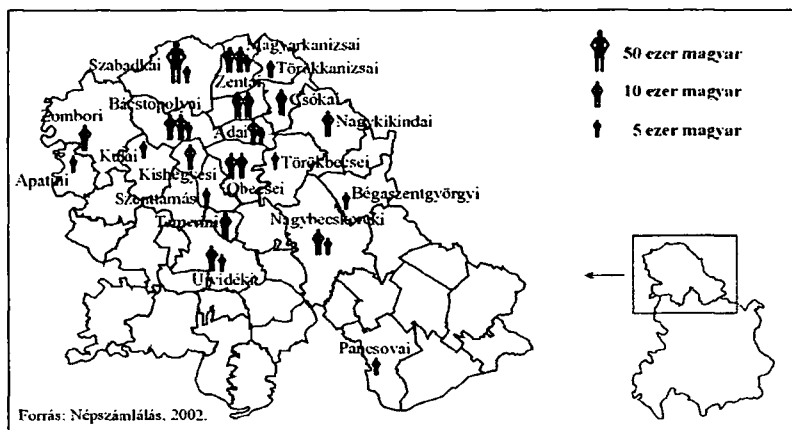 Magyarkanizsai
Szabadkai
Törökkanizsai
Zentai
Bácstopolyai
Csókai
Zombori
Adai
Nagykikindai
Kulai
Törökbecsei
Apatini
Kishegyesi
Óbecsei
Szenttamás
Bégaszentgyörgyi
Temerini
Nagybecskereki
Újvidéki
Pancsovai
50 ezer magyar
10 ezer magyar
5 ezer magyar
Forrás: Népszámlálás, 2002.